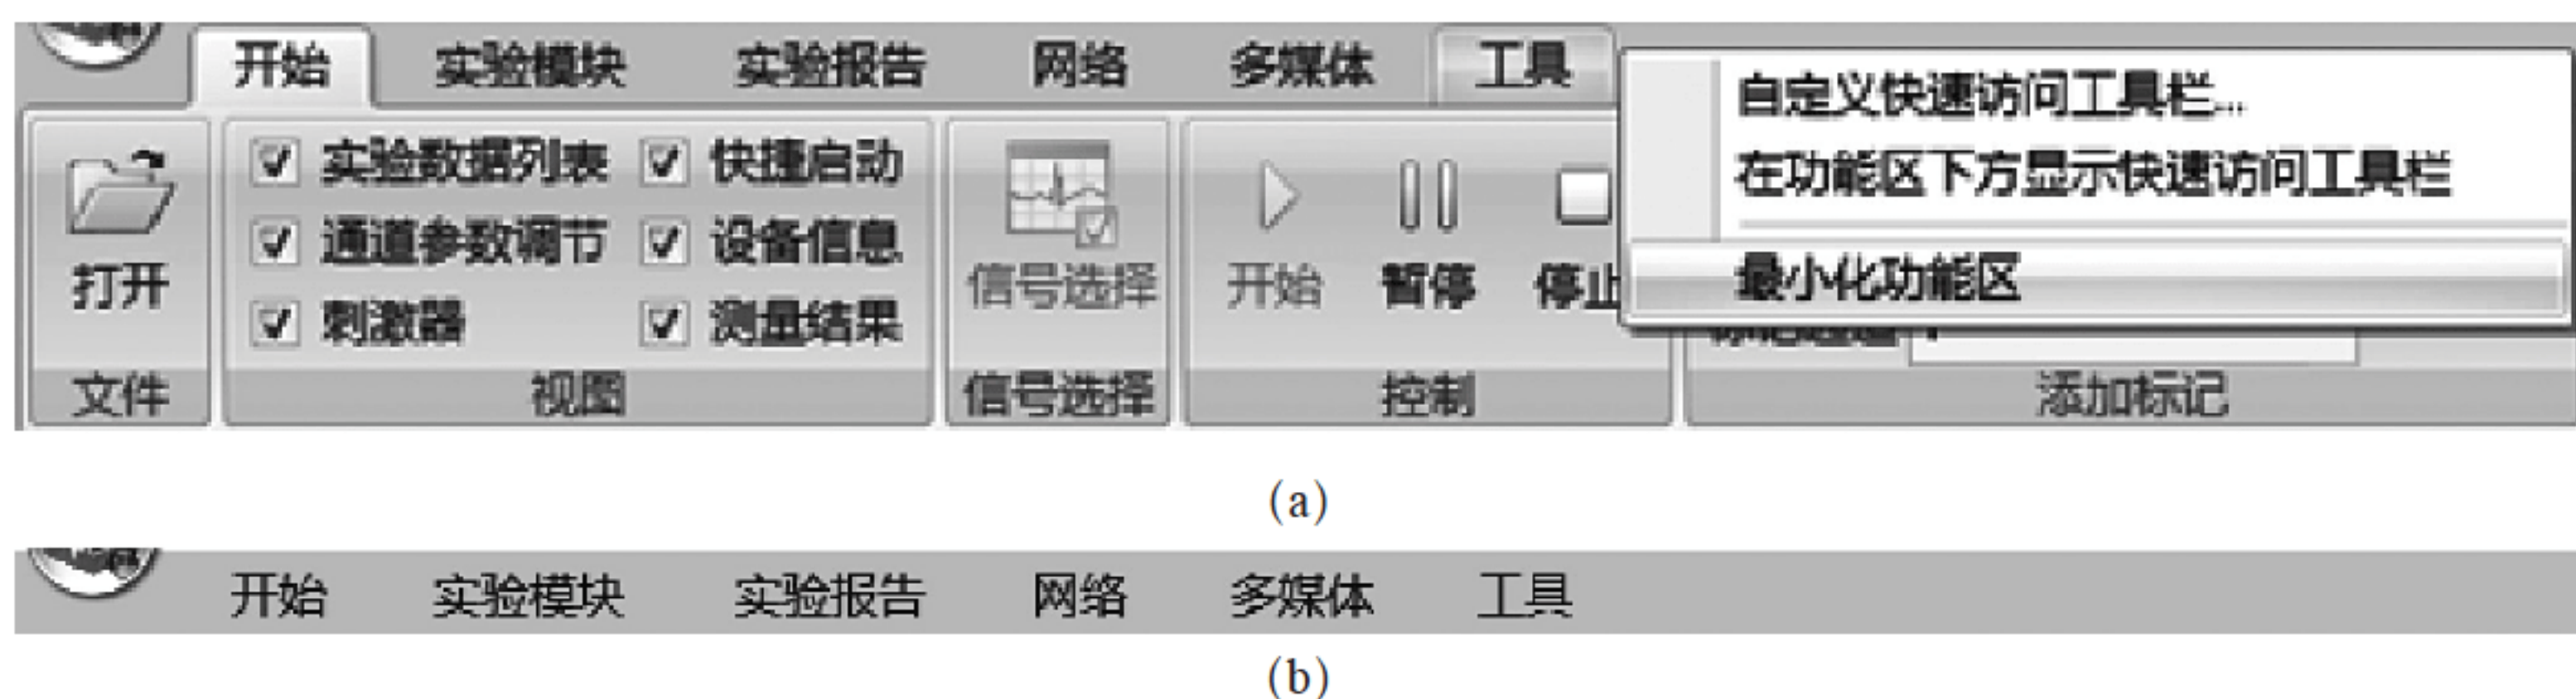 开始 实验模块 实验报告 网络 多媒体 工具
自定义快速访问工具栏...
在功能区下方显示快速访问工具栏
最小化功能区
实验数据列表 快捷启动
通道参数调节 设备信息
刺激器 测量结果
打开
信号选择
开始 暂停 停止
文件 视图 信号选择 控制 添加标记
(a)
开始 实验模块 实验报告 网络 多媒体 工具
(b)